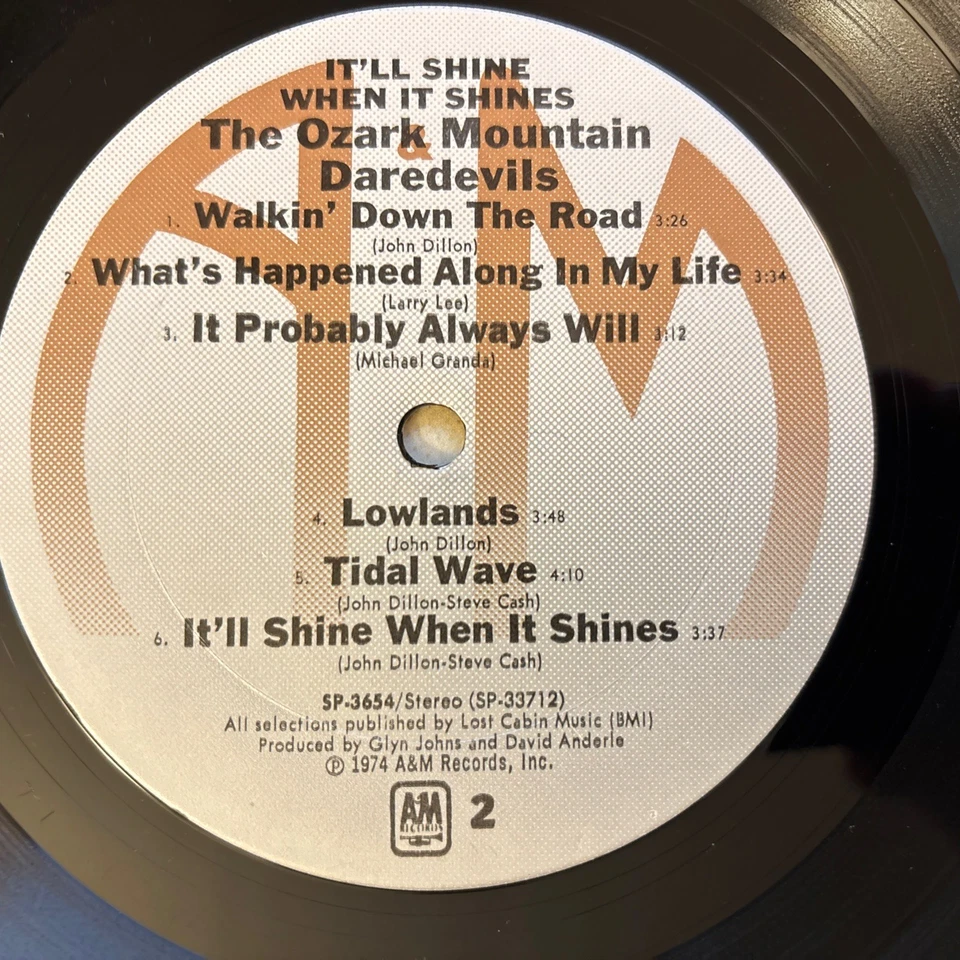 IT'LL SHINE
WHEN IT SHINES
The Ozark Mountain
&
Daredevils
1. Walkin' Down The Road 3:26
(John Dillon)
2. What's Happened Along In My Life 3:34
(Larry Lee)
3. It Probably Always Will 3:12
(Michael Granda)
4. Lowlands 3:48
(John Dillon)
5. Tidal Wave 4:10
(John Dillon-Steve Cash)
6. It'll Shine When It Shines 3:37
(John Dillon-Steve Cash)
SP-3654/Stereo (SP-33712)
All selections published by Lost Cabin Music (BMI)
Produced by Glyn Johns and David Anderle
℗ 1974 A&M Records, Inc.
A&M 2
RECORDS